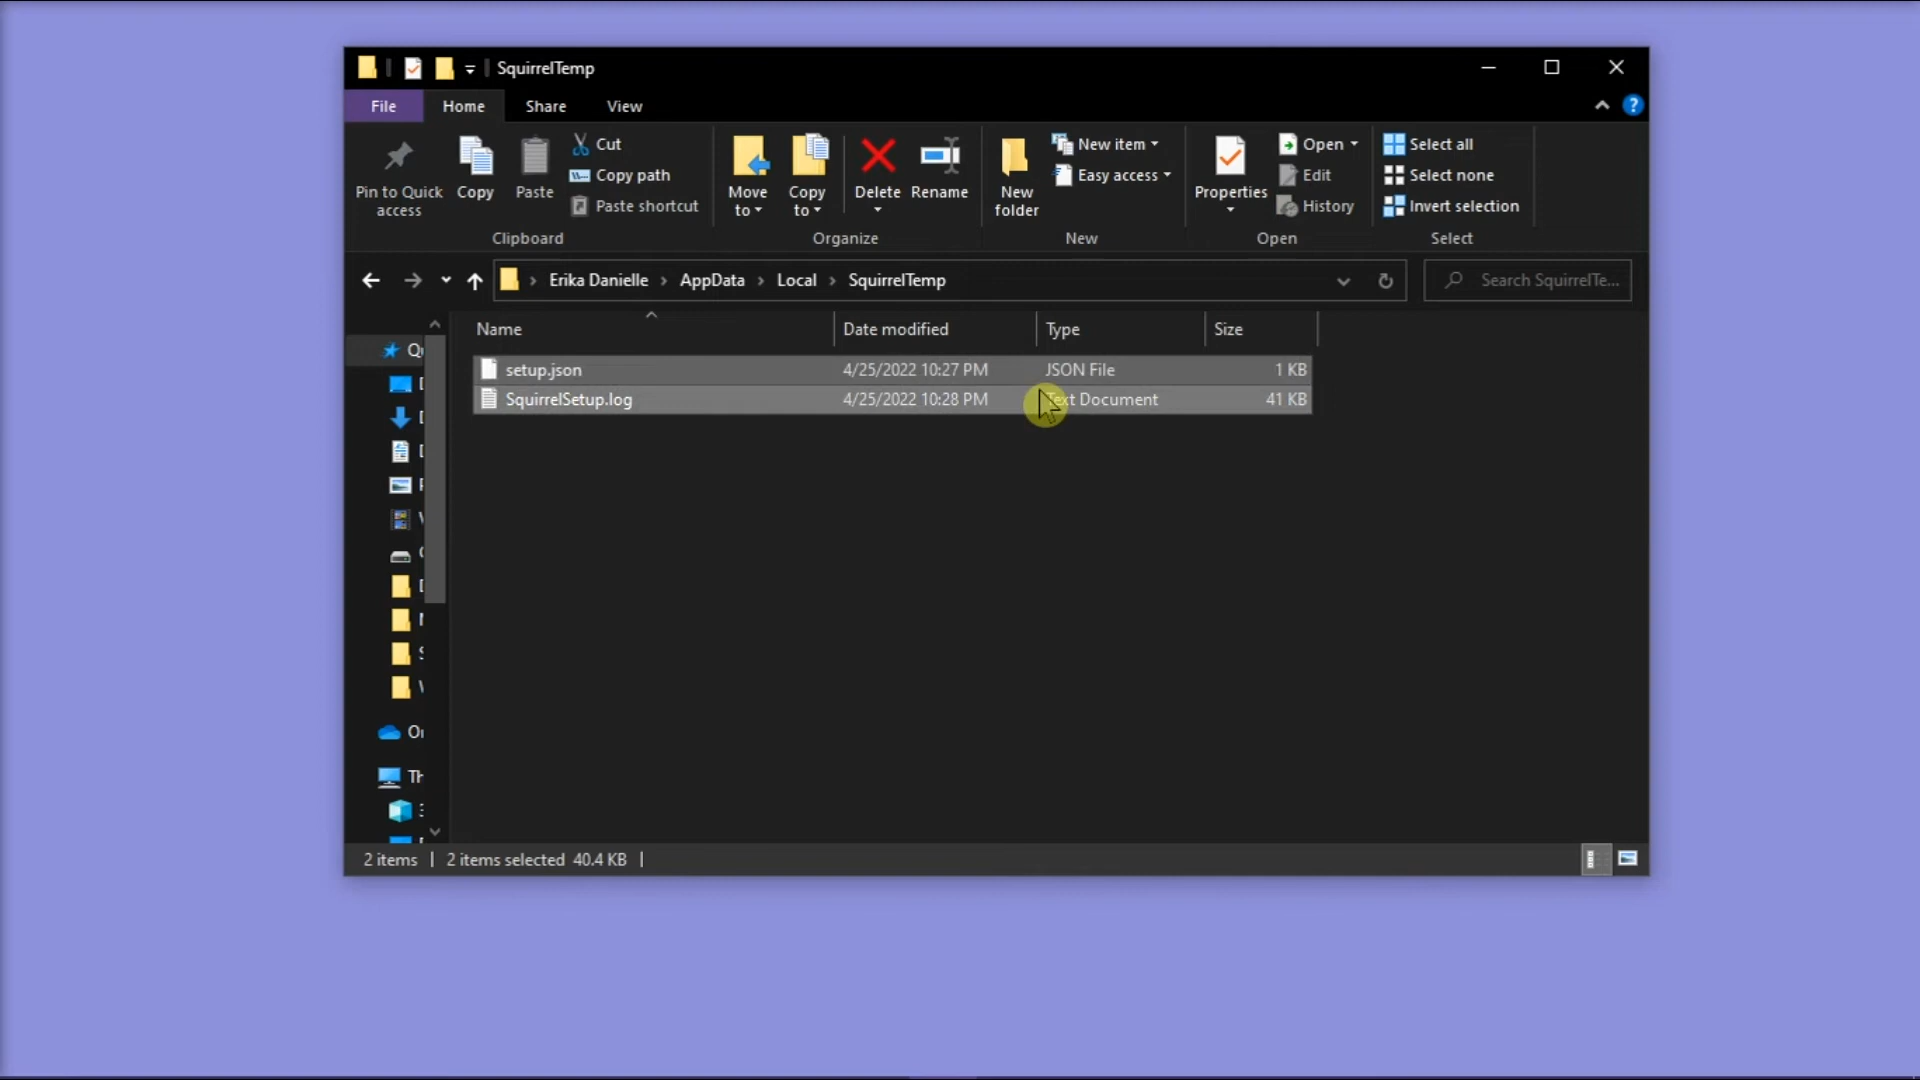 SquirrelTemp
File Home Share View
Pin to Quick access
Copy
Paste
Cut
Copy path
Paste shortcut
Clipboard
Move to
Copy to
Delete
Rename
Organize
New folder
New item
Easy access
New
Properties
Open
Edit
History
Open
Select all
Select none
Invert selection
Select
Erika Danielle › AppData › Local › SquirrelTemp
Search SquirrelTe...
Name Date modified Type Size
setup.json 4/25/2022 10:27 PM JSON File 1 KB
SquirrelSetup.log 4/25/2022 10:28 PM Text Document 41 KB
2 items 2 items selected 40.4 KB